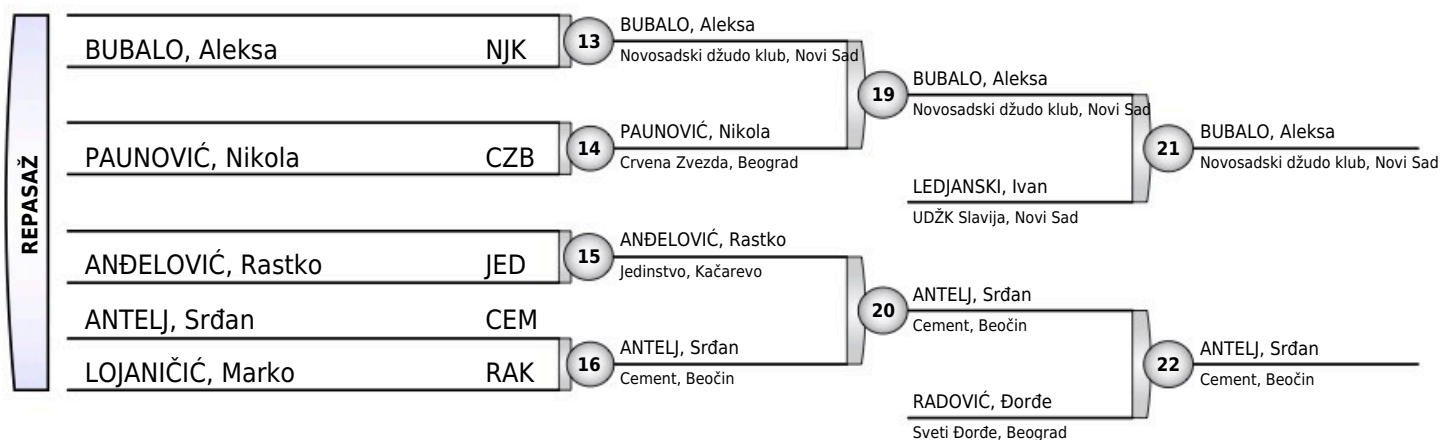 REPASAŽ
BUBALO, Aleksa NJK
PAUNOVIĆ, Nikola CZB
ANĐELOVIĆ, Rastko JED
ANTELJ, Srđan CEM
LOJANIČIĆ, Marko RAK
13
BUBALO, Aleksa
Novosadski džudo klub, Novi Sad
14
PAUNOVIĆ, Nikola
Crvena Zvezda, Beograd
15
ANĐELOVIĆ, Rastko
Jedinstvo, Kačarevo
16
ANTELJ, Srđan
Cement, Beočin
19
BUBALO, Aleksa
Novosadski džudo klub, Novi Sad
LEDJANSKI, Ivan
UDŽK Slavija, Novi Sad
20
ANTELJ, Srđan
Cement, Beočin
RADOVIĆ, Đorđe
Sveti Đorđe, Beograd
21
BUBALO, Aleksa
Novosadski džudo klub, Novi Sad
22
ANTELJ, Srđan
Cement, Beočin